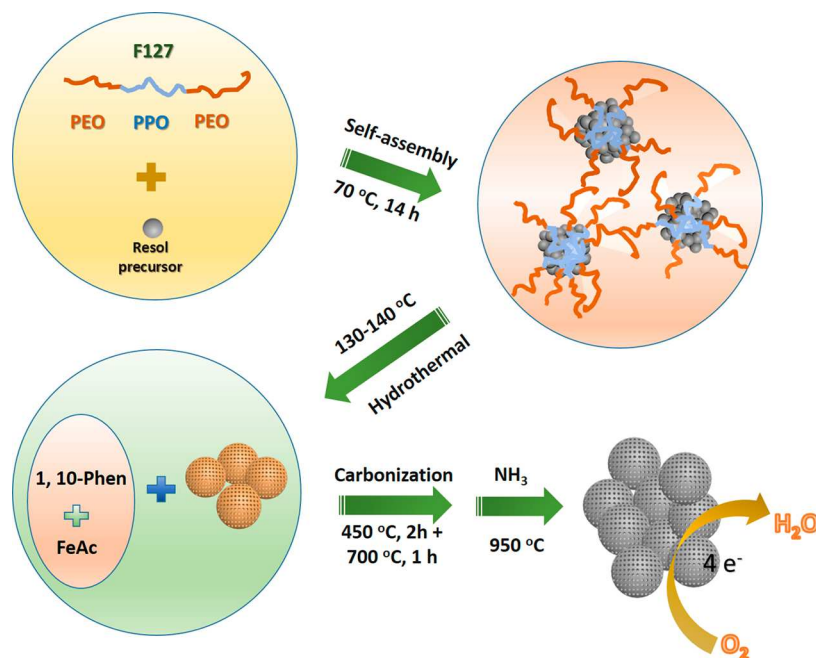 F127
PEO PPO PEO
Resol
precursor
Self-assembly
70 °C, 14 h
130-140 °C
Hydrothermal
1, 10-Phen
FeAc
Carbonization
450 °C, 2h +
700 °C, 1 h
NH₃
950 °C
H₂O
4 e⁻
O₂